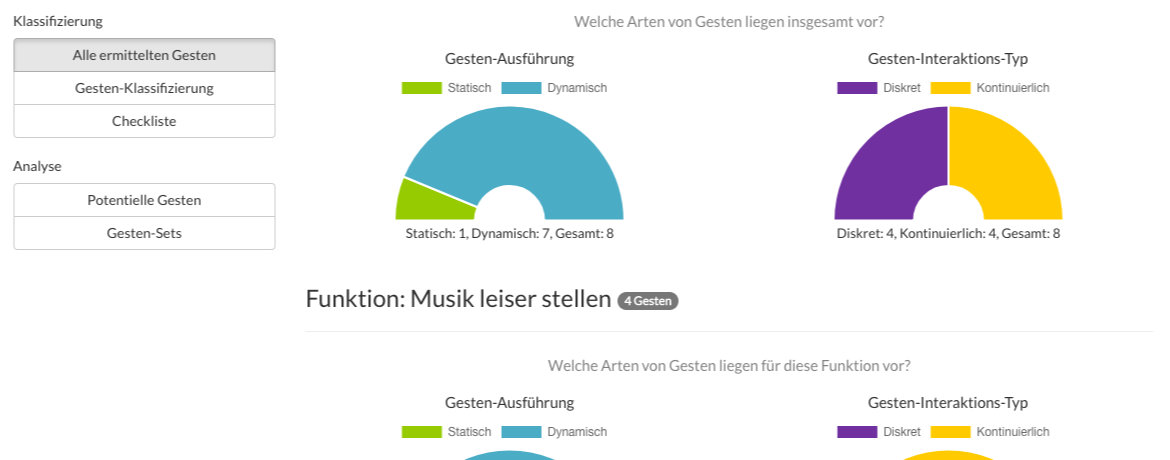 Klassifizierung
Alle ermittelten Gesten
Gesten-Klassifizierung
Checkliste
Analyse
Potentielle Gesten
Gesten-Sets
Welche Arten von Gesten liegen insgesamt vor?
Gesten-Ausführung
Statisch Dynamisch
Statisch: 1, Dynamisch: 7, Gesamt: 8
Gesten-Interaktions-Typ
Diskret Kontinuierlich
Diskret: 4, Kontinuierlich: 4, Gesamt: 8
Funktion: Musik leiser stellen 4 Gesten
Welche Arten von Gesten liegen für diese Funktion vor?
Gesten-Ausführung
Statisch Dynamisch
Gesten-Interaktions-Typ
Diskret Kontinuierlich